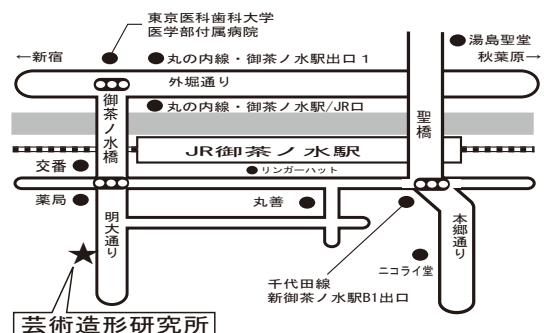 東京医科歯科大学
医学部付属病院
←新宿
丸の内線・御茶ノ水駅出口1
湯島聖堂
秋葉原→
外堀通り
御茶ノ水橋
丸の内線・御茶ノ水駅/JR口
聖橋
JR御茶ノ水駅
交番
リンガーハット
薬局
明大通り
丸善
本郷通り
ニコライ堂
千代田線
新御茶ノ水駅B1出口
芸術造形研究所